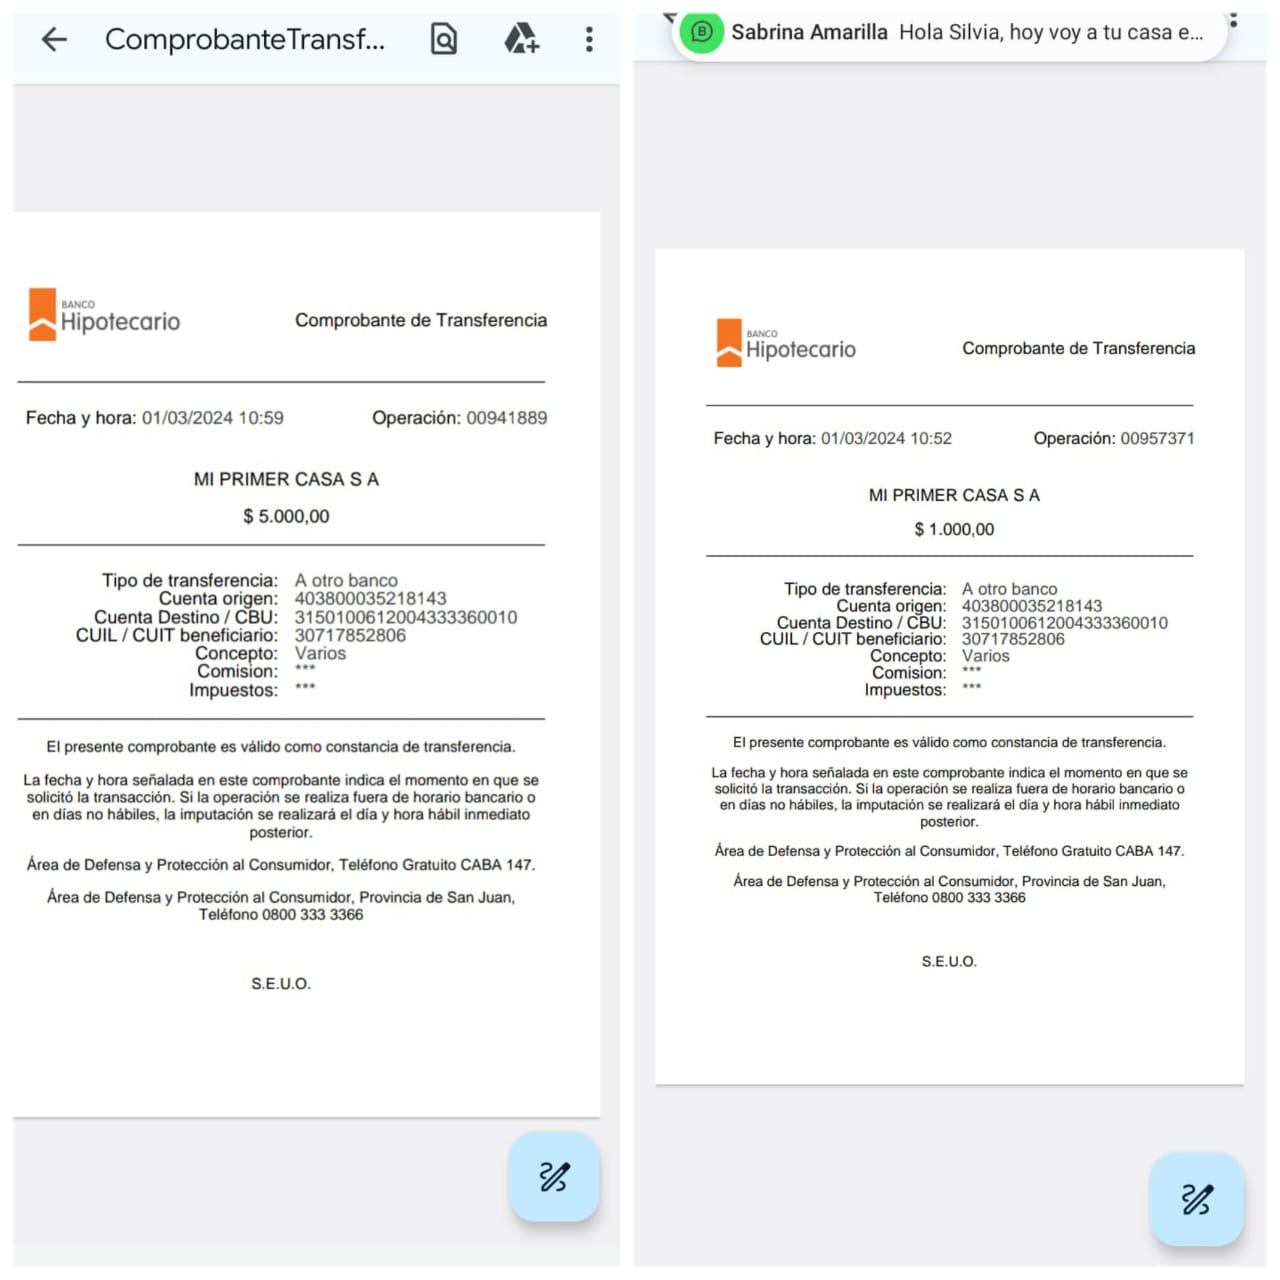 ComprobanteTransf...
BANCO
Hipotecario
Comprobante de Transferencia
Fecha y hora: 01/03/2024 10:59 Operación: 00941889
MI PRIMER CASA S A
$ 5.000,00
Tipo de transferencia: A otro banco
Cuenta origen: 403800035218143
Cuenta Destino / CBU: 3150100612004333360010
CUIL / CUIT beneficiario: 30717852806
Concepto: Varios
Comision: ***
Impuestos: ***
El presente comprobante es válido como constancia de transferencia.
La fecha y hora señalada en este comprobante indica el momento en que se
solicitó la transacción. Si la operación se realiza fuera de horario bancario o
en días no hábiles, la imputación se realizará el día y hora hábil inmediato
posterior.
Área de Defensa y Protección al Consumidor, Teléfono Gratuito CABA 147.
Área de Defensa y Protección al Consumidor, Provincia de San Juan,
Teléfono 0800 333 3366
S.E.U.O.
B Sabrina Amarilla Hola Silvia, hoy voy a tu casa e...
BANCO
Hipotecario
Comprobante de Transferencia
Fecha y hora: 01/03/2024 10:52 Operación: 00957371
MI PRIMER CASA S A
$ 1.000,00
Tipo de transferencia: A otro banco
Cuenta origen: 403800035218143
Cuenta Destino / CBU: 3150100612004333360010
CUIL / CUIT beneficiario: 30717852806
Concepto: Varios
Comision: ***
Impuestos: ***
El presente comprobante es válido como constancia de transferencia.
La fecha y hora señalada en este comprobante indica el momento en que se
solicitó la transacción. Si la operación se realiza fuera de horario bancario o
en días no hábiles, la imputación se realizará el día y hora hábil inmediato
posterior.
Área de Defensa y Protección al Consumidor, Teléfono Gratuito CABA 147.
Área de Defensa y Protección al Consumidor, Provincia de San Juan,
Teléfono 0800 333 3366
S.E.U.O.